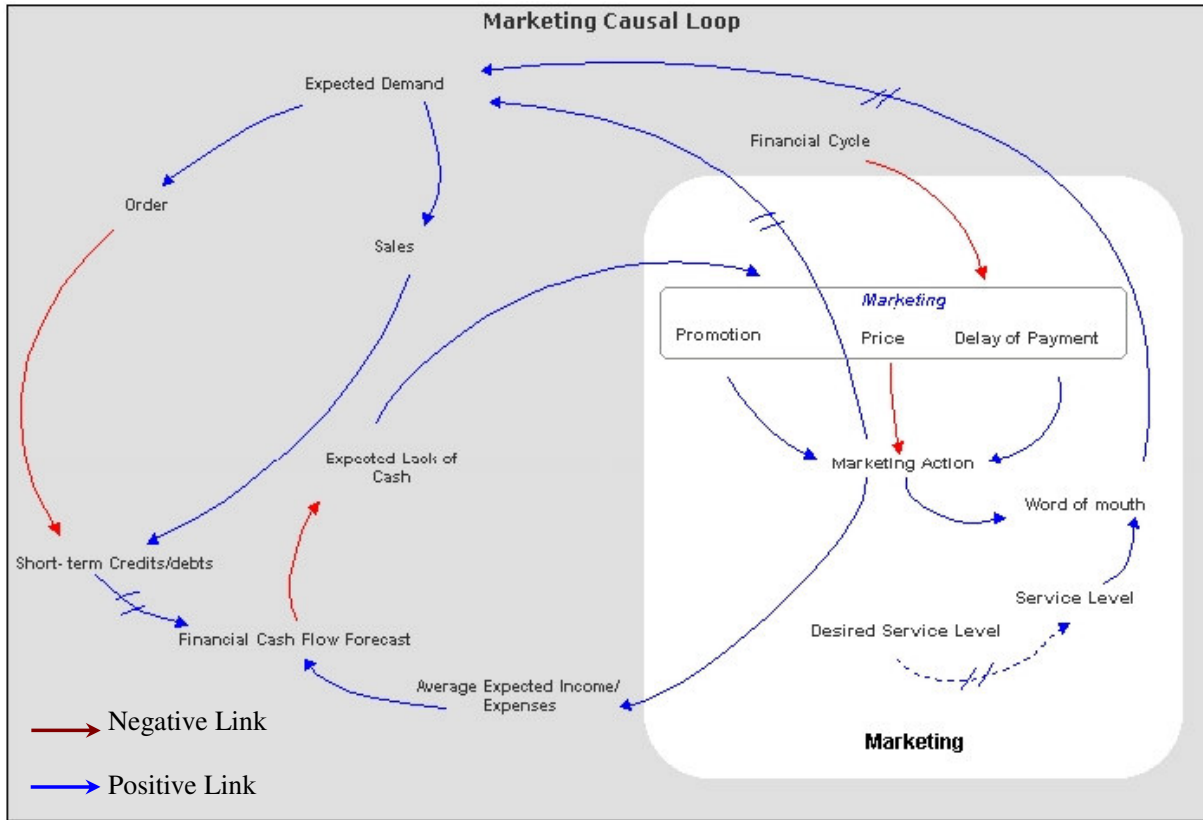 Marketing Causal Loop
Expected Demand
Financial Cycle
Order
Sales
Marketing
Promotion
Price
Delay of Payment
Expected Lack of
Cash
Marketing Action
Word of mouth
Short- term Credits/debts
Service Level
Financial Cash Flow Forecast
Desired Service Level
Average Expected Income/
Expenses
Marketing
Negative Link
Positive Link